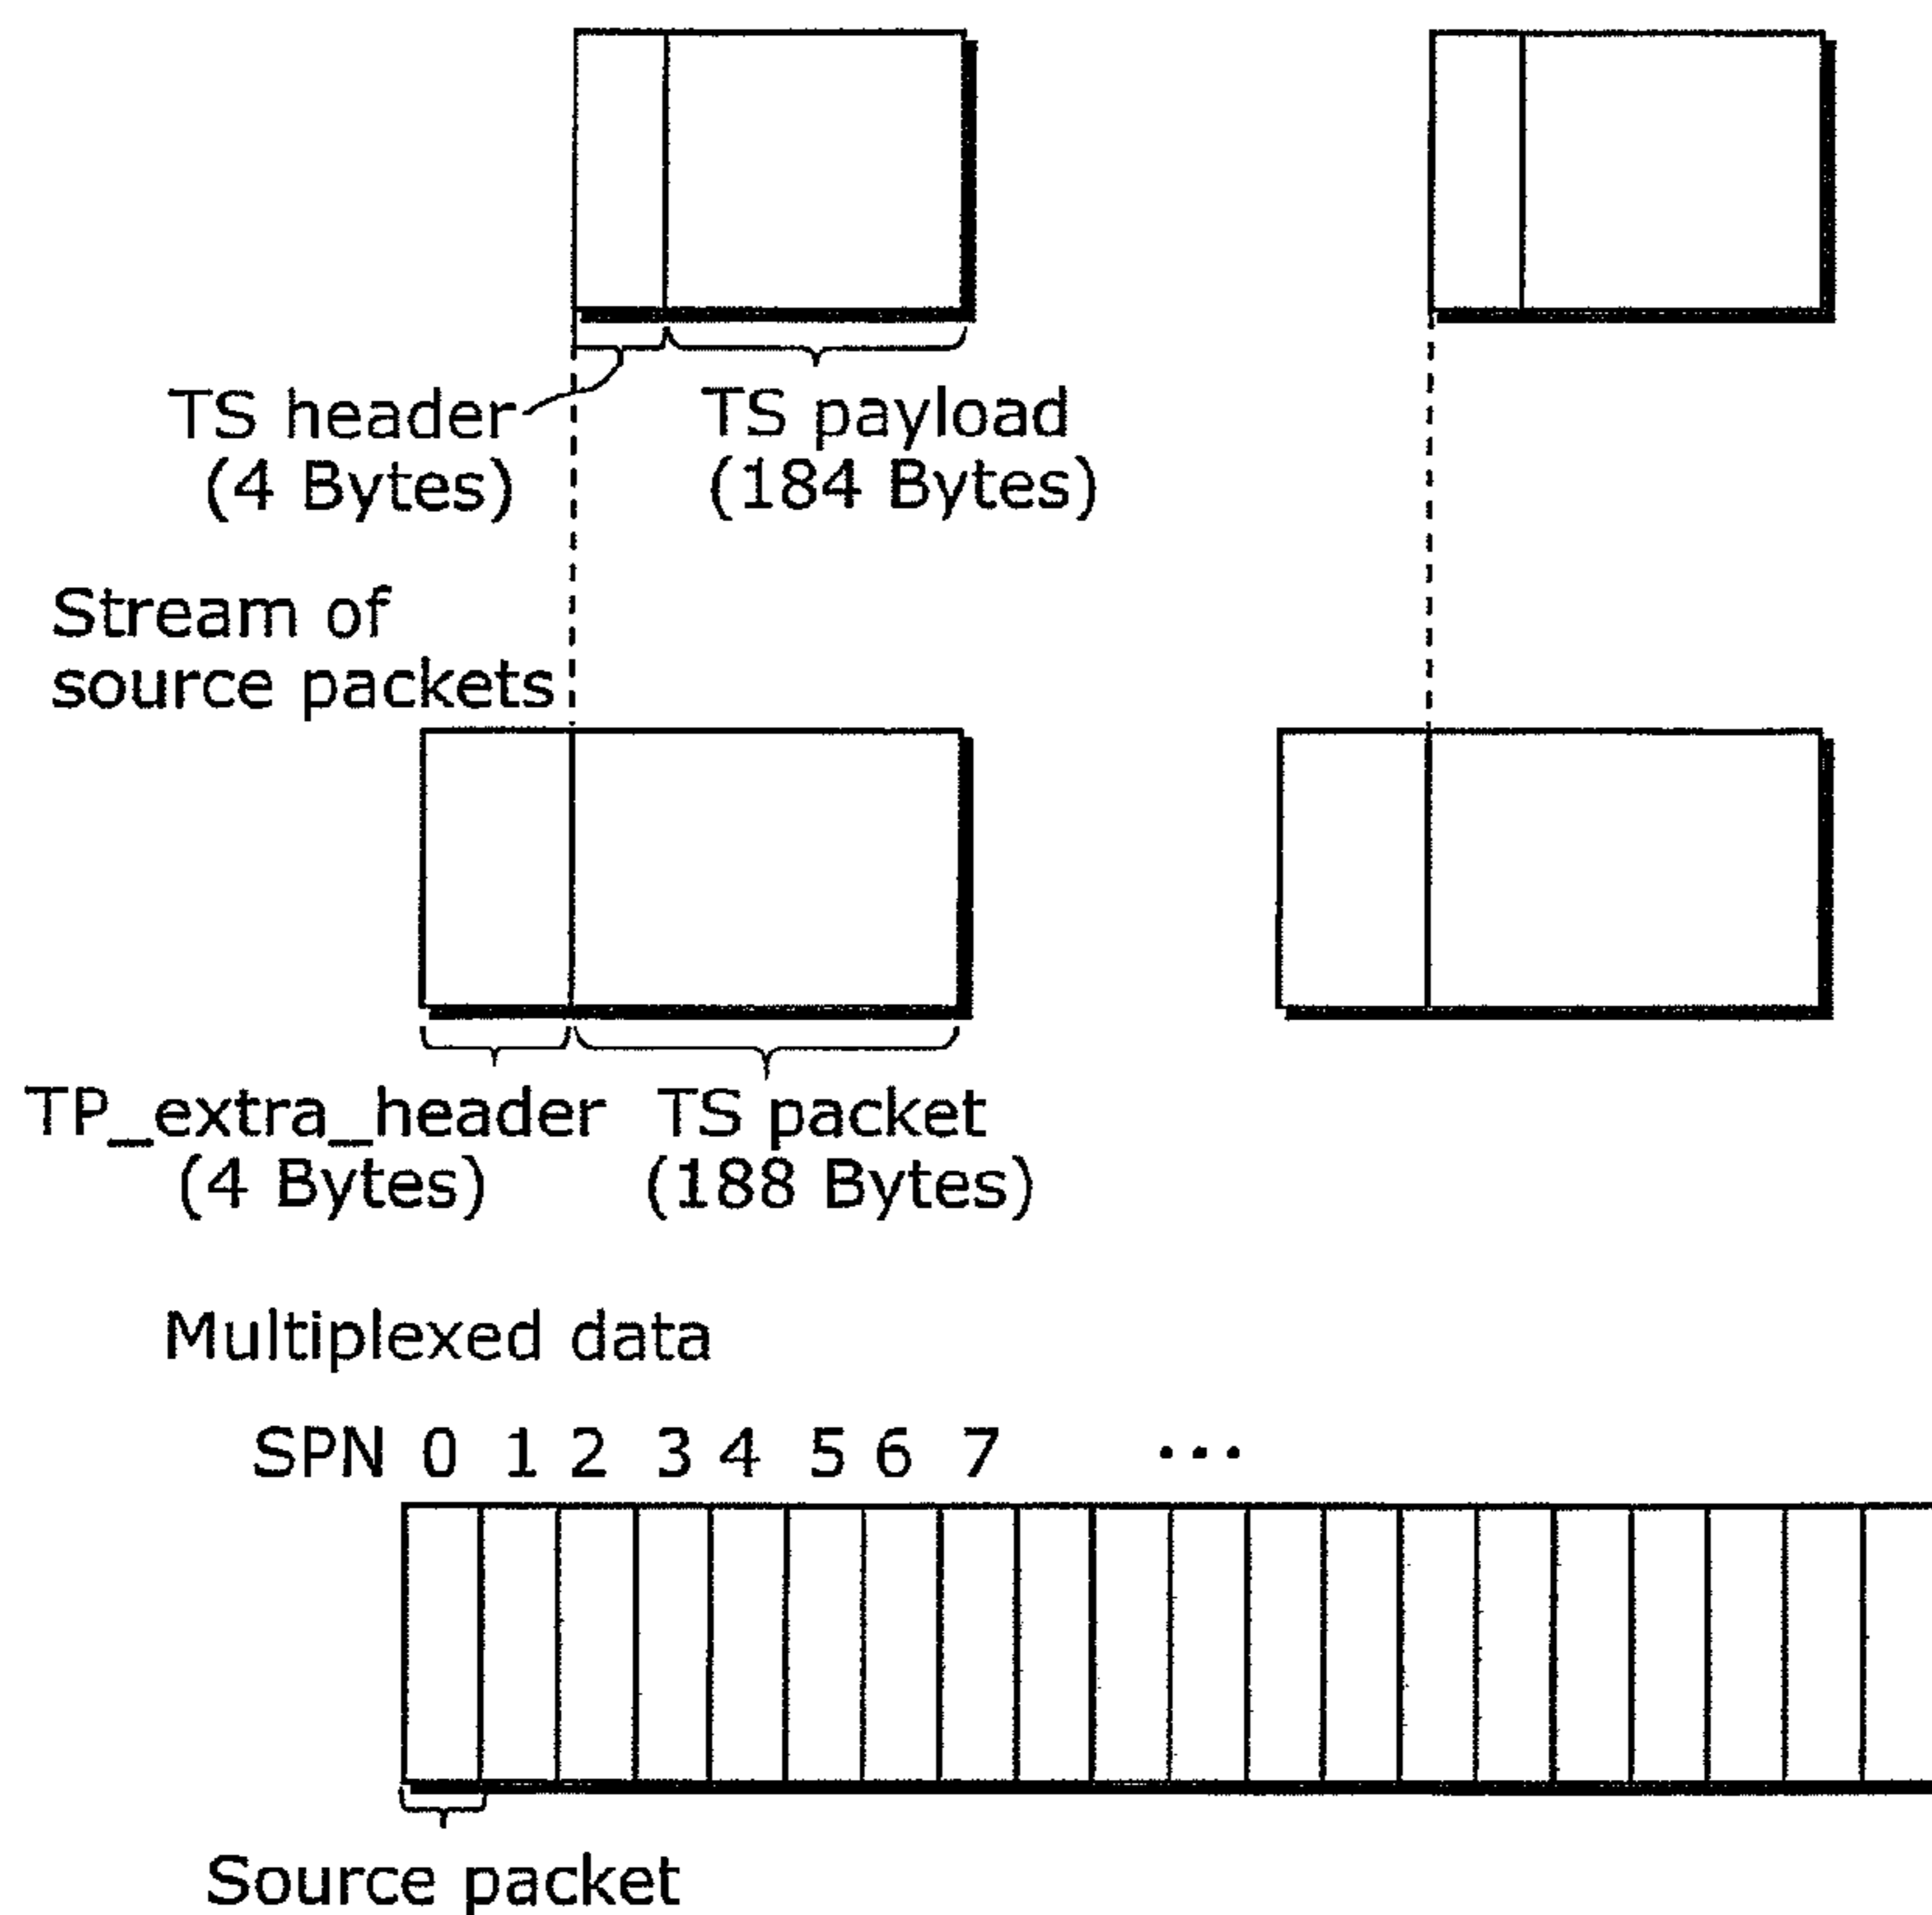 TS header TS payload
(4 Bytes) (184 Bytes)
Stream of
source packets
TP_extra_header TS packet
(4 Bytes) (188 Bytes)
Multiplexed data
SPN 0 1 2 3 4 5 6 7 ...
Source packet